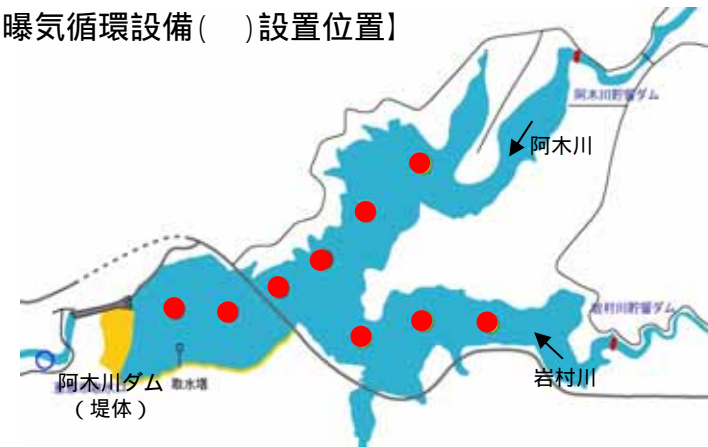 曝気循環設備(　)設置位置】
阿木川貯留ダム
阿木川
岩村川貯留ダム
岩村川
阿木川ダム
取水塔
（堤体）